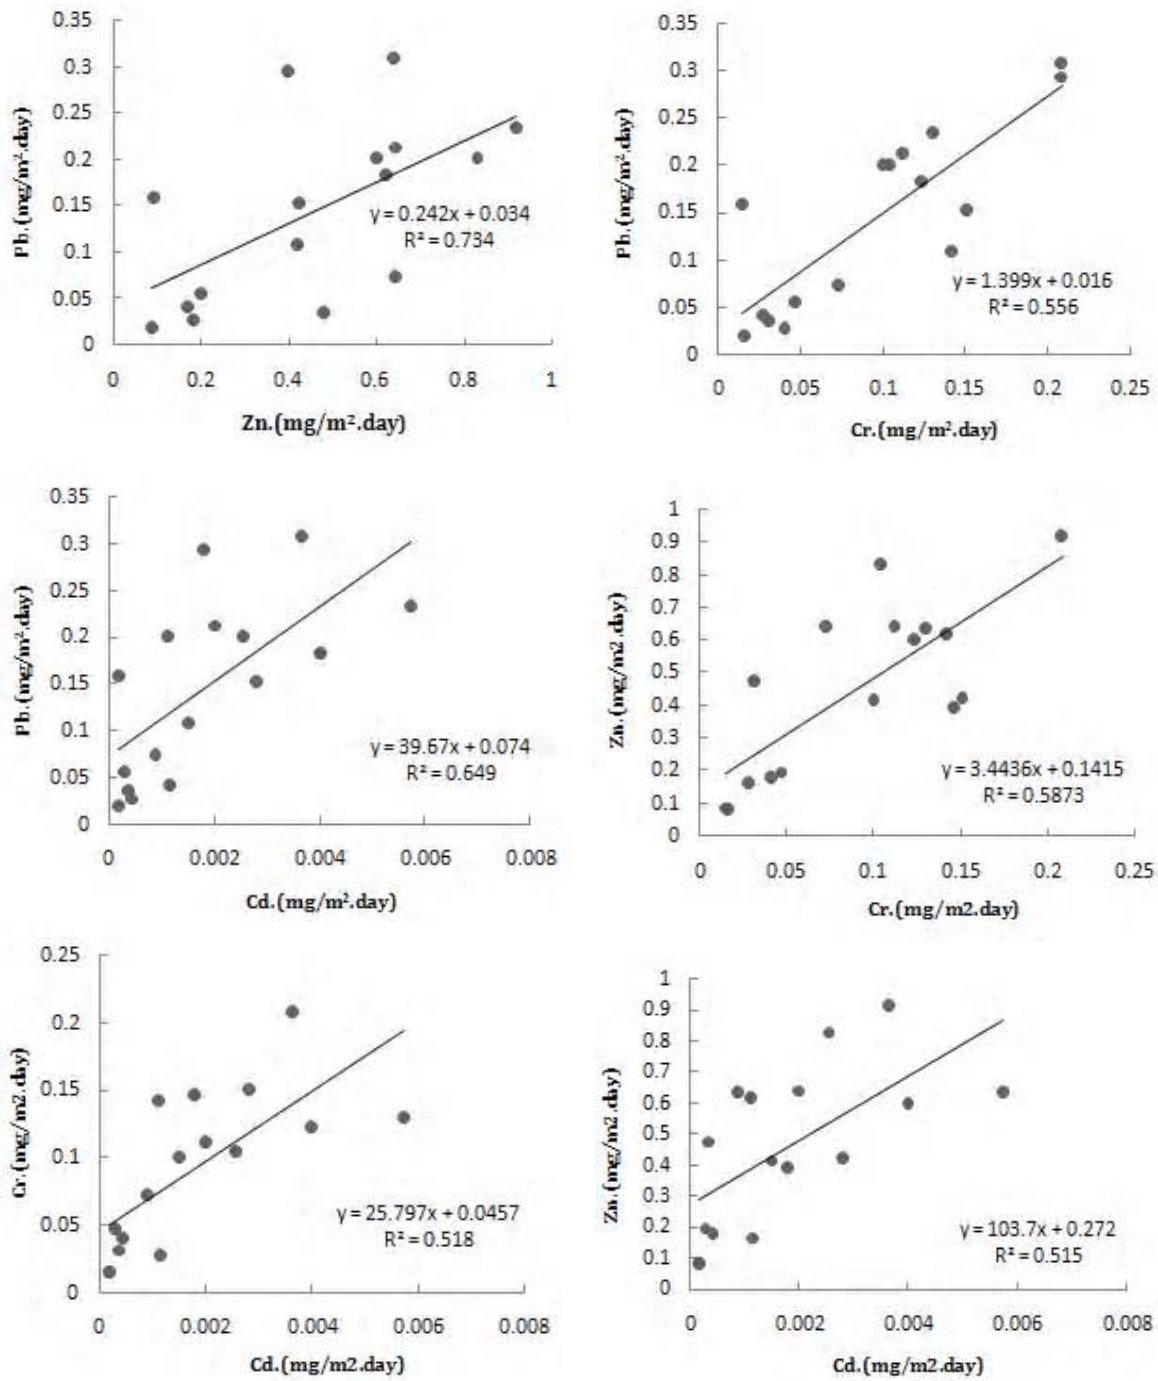 0.35
0.3
0.25
0.2
0.15
0.1
0.05
0
Pb.(mg/m².day)
y = 0.242x + 0.034
R² = 0.734
0 0.2 0.4 0.6 0.8 1
Zn.(mg/m².day)
0.35
0.3
0.25
0.2
0.15
0.1
0.05
0
Pb.(mg/m².day)
y = 1.399x + 0.016
R² = 0.556
0 0.05 0.1 0.15 0.2 0.25
Cr.(mg/m².day)
0.35
0.3
0.25
0.2
0.15
0.1
0.05
0
Pb.(mg/m².day)
y = 39.67x + 0.074
R² = 0.649
0 0.002 0.004 0.006 0.008
Cd.(mg/m².day)
1
0.9
0.8
0.7
0.6
0.5
0.4
0.3
0.2
0.1
0
Zn.(mg/m2.day)
y = 3.4436x + 0.1415
R² = 0.5873
0 0.05 0.1 0.15 0.2 0.25
Cr.(mg/m2.day)
0.25
0.2
0.15
0.1
0.05
0
Cr.(mg/m2.day)
y = 25.797x + 0.0457
R² = 0.518
0 0.002 0.004 0.006 0.008
Cd.(mg/m2.day)
1
0.9
0.8
0.7
0.6
0.5
0.4
0.3
0.2
0.1
0
Zn.(mg/m2.day)
y = 103.7x + 0.272
R² = 0.515
0 0.002 0.004 0.006 0.008
Cd.(mg/m2.day)